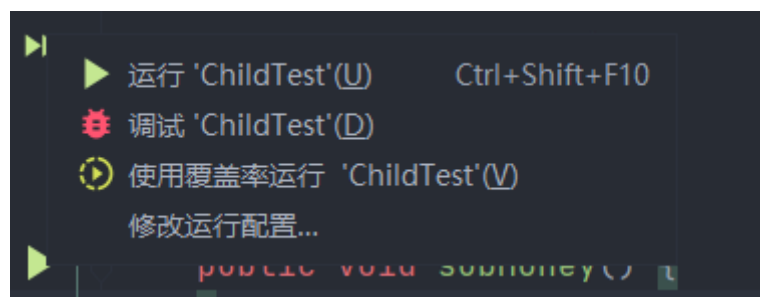 运行 'ChildTest'(U) Ctrl+Shift+F10
调试 'ChildTest'(D)
使用覆盖率运行 'ChildTest'(V)
修改运行配置...
public void subMoney() {